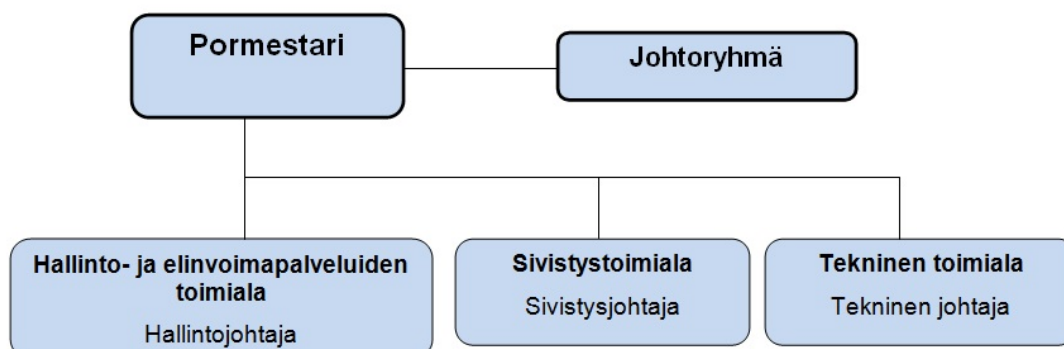 Pormestari
Johtoryhmä
Hallinto- ja elinvoimapalveluiden
toimiala
Hallintojohtaja
Sivistystoimiala
Sivistysjohtaja
Tekninen toimiala
Tekninen johtaja